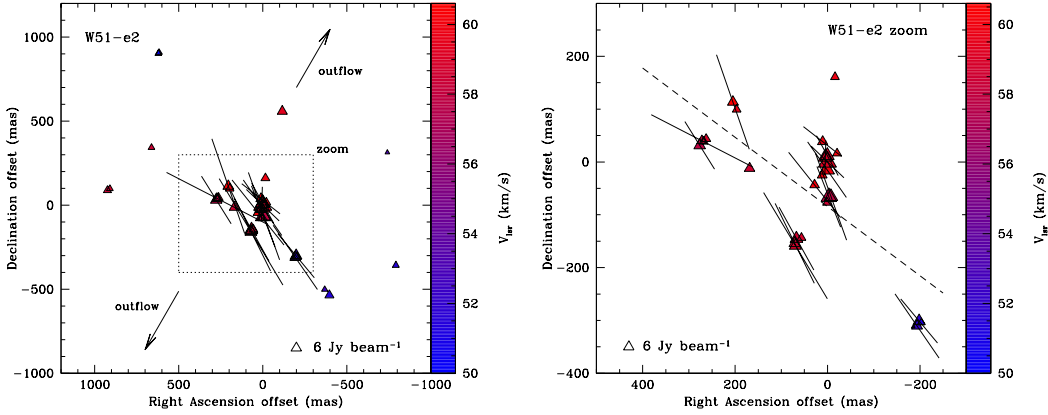 W51-e2
outflow
zoom
outflow
△ 6 Jy beam⁻¹
1000
500
0
-500
-1000
1000 500 0 -500 -1000
Declination offset (mas)
Right Ascension offset (mas)
60
58
56
54
52
50
V_lsr (km/s)
W51-e2 zoom
△ 6 Jy beam⁻¹
200
0
-200
-400
400 200 0 -200
Declination offset (mas)
Right Ascension offset (mas)
60
58
56
54
52
50
V_lsr (km/s)